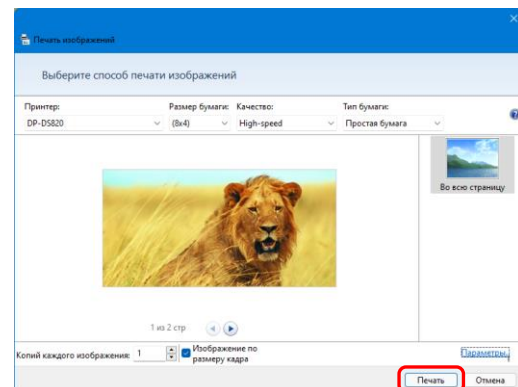 Печать изображений
Выберите способ печати изображений
Принтер: Размер бумаги: Качество: Тип бумаги:
DP-DS820 (8x4) High-speed Простая бумага
Во всю страницу
1 из 2 стр
Копий каждого изображения: 1 Изображение по
размеру кадра
Параметры...
Печать Отмена